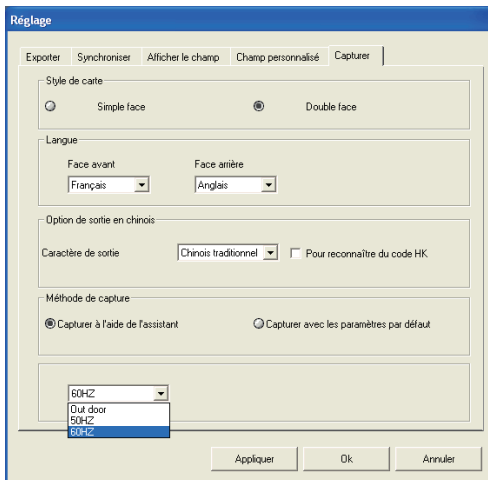 Réglage
Exporter Synchroniser Afficher le champ Champ personnalisé Capturer
Style de carte
Simple face Double face
Langue
Face avant Face arrière
Français Anglais
Option de sortie en chinois
Caractère de sortie Chinois traditionnel Pour reconnaître du code HK
Méthode de capture
Capturer à l'aide de l'assistant Capturer avec les paramètres par défaut
60HZ
Out door
50HZ
60HZ
Appliquer Ok Annuler